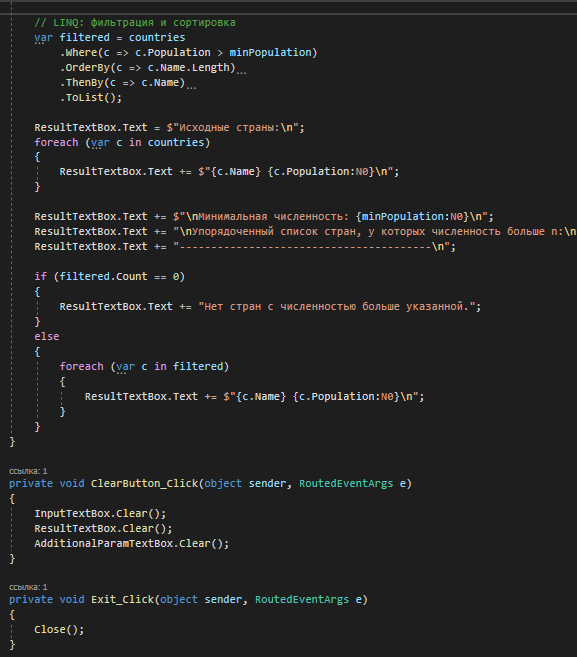 // LINQ: фильтрация и сортировка
var filtered = countries
.Where(c => c.Population > minPopulation)
.OrderBy(c => c.Name.Length)
.ThenBy(c => c.Name)
.ToList();
ResultTextBox.Text = $"Исходные страны:\n";
foreach (var c in countries)
{
ResultTextBox.Text += $"{c.Name} {c.Population:N0}\n";
}
ResultTextBox.Text += $"\nМинимальная численность: {minPopulation:N0}\n";
ResultTextBox.Text += "\nУпорядоченный список стран, у которых численность больше n:\n
ResultTextBox.Text += "----------------------------------------\n";
if (filtered.Count == 0)
{
ResultTextBox.Text += "Нет стран с численностью больше указанной.";
}
else
{
foreach (var c in filtered)
{
ResultTextBox.Text += $"{c.Name} {c.Population:N0}\n";
}
}
}
ссылка: 1
private void ClearButton_Click(object sender, RoutedEventArgs e)
{
InputTextBox.Clear();
ResultTextBox.Clear();
AdditionalParamTextBox.Clear();
}
ссылка: 1
private void Exit_Click(object sender, RoutedEventArgs e)
{
Close();
}